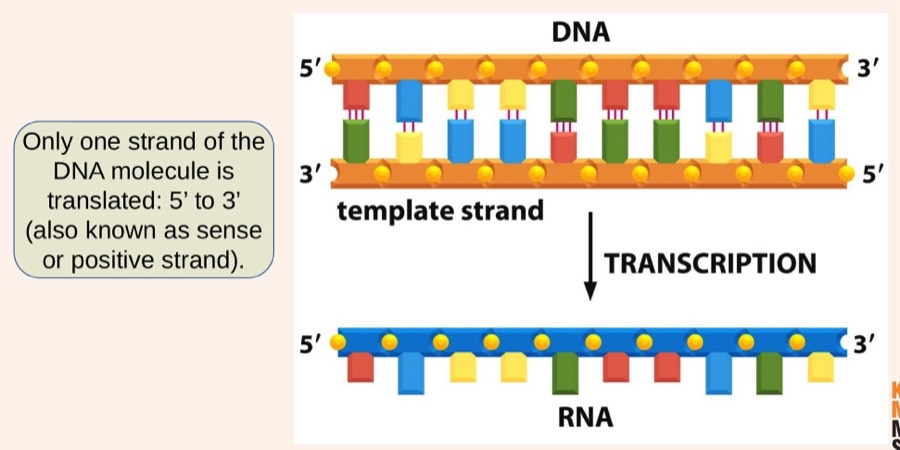 DNA
5′
3′
Only one strand of the
DNA molecule is
translated: 5’ to 3’
(also known as sense
or positive strand).
3′
5′
template strand
TRANSCRIPTION
5′
3′
RNA
K
M
M
S